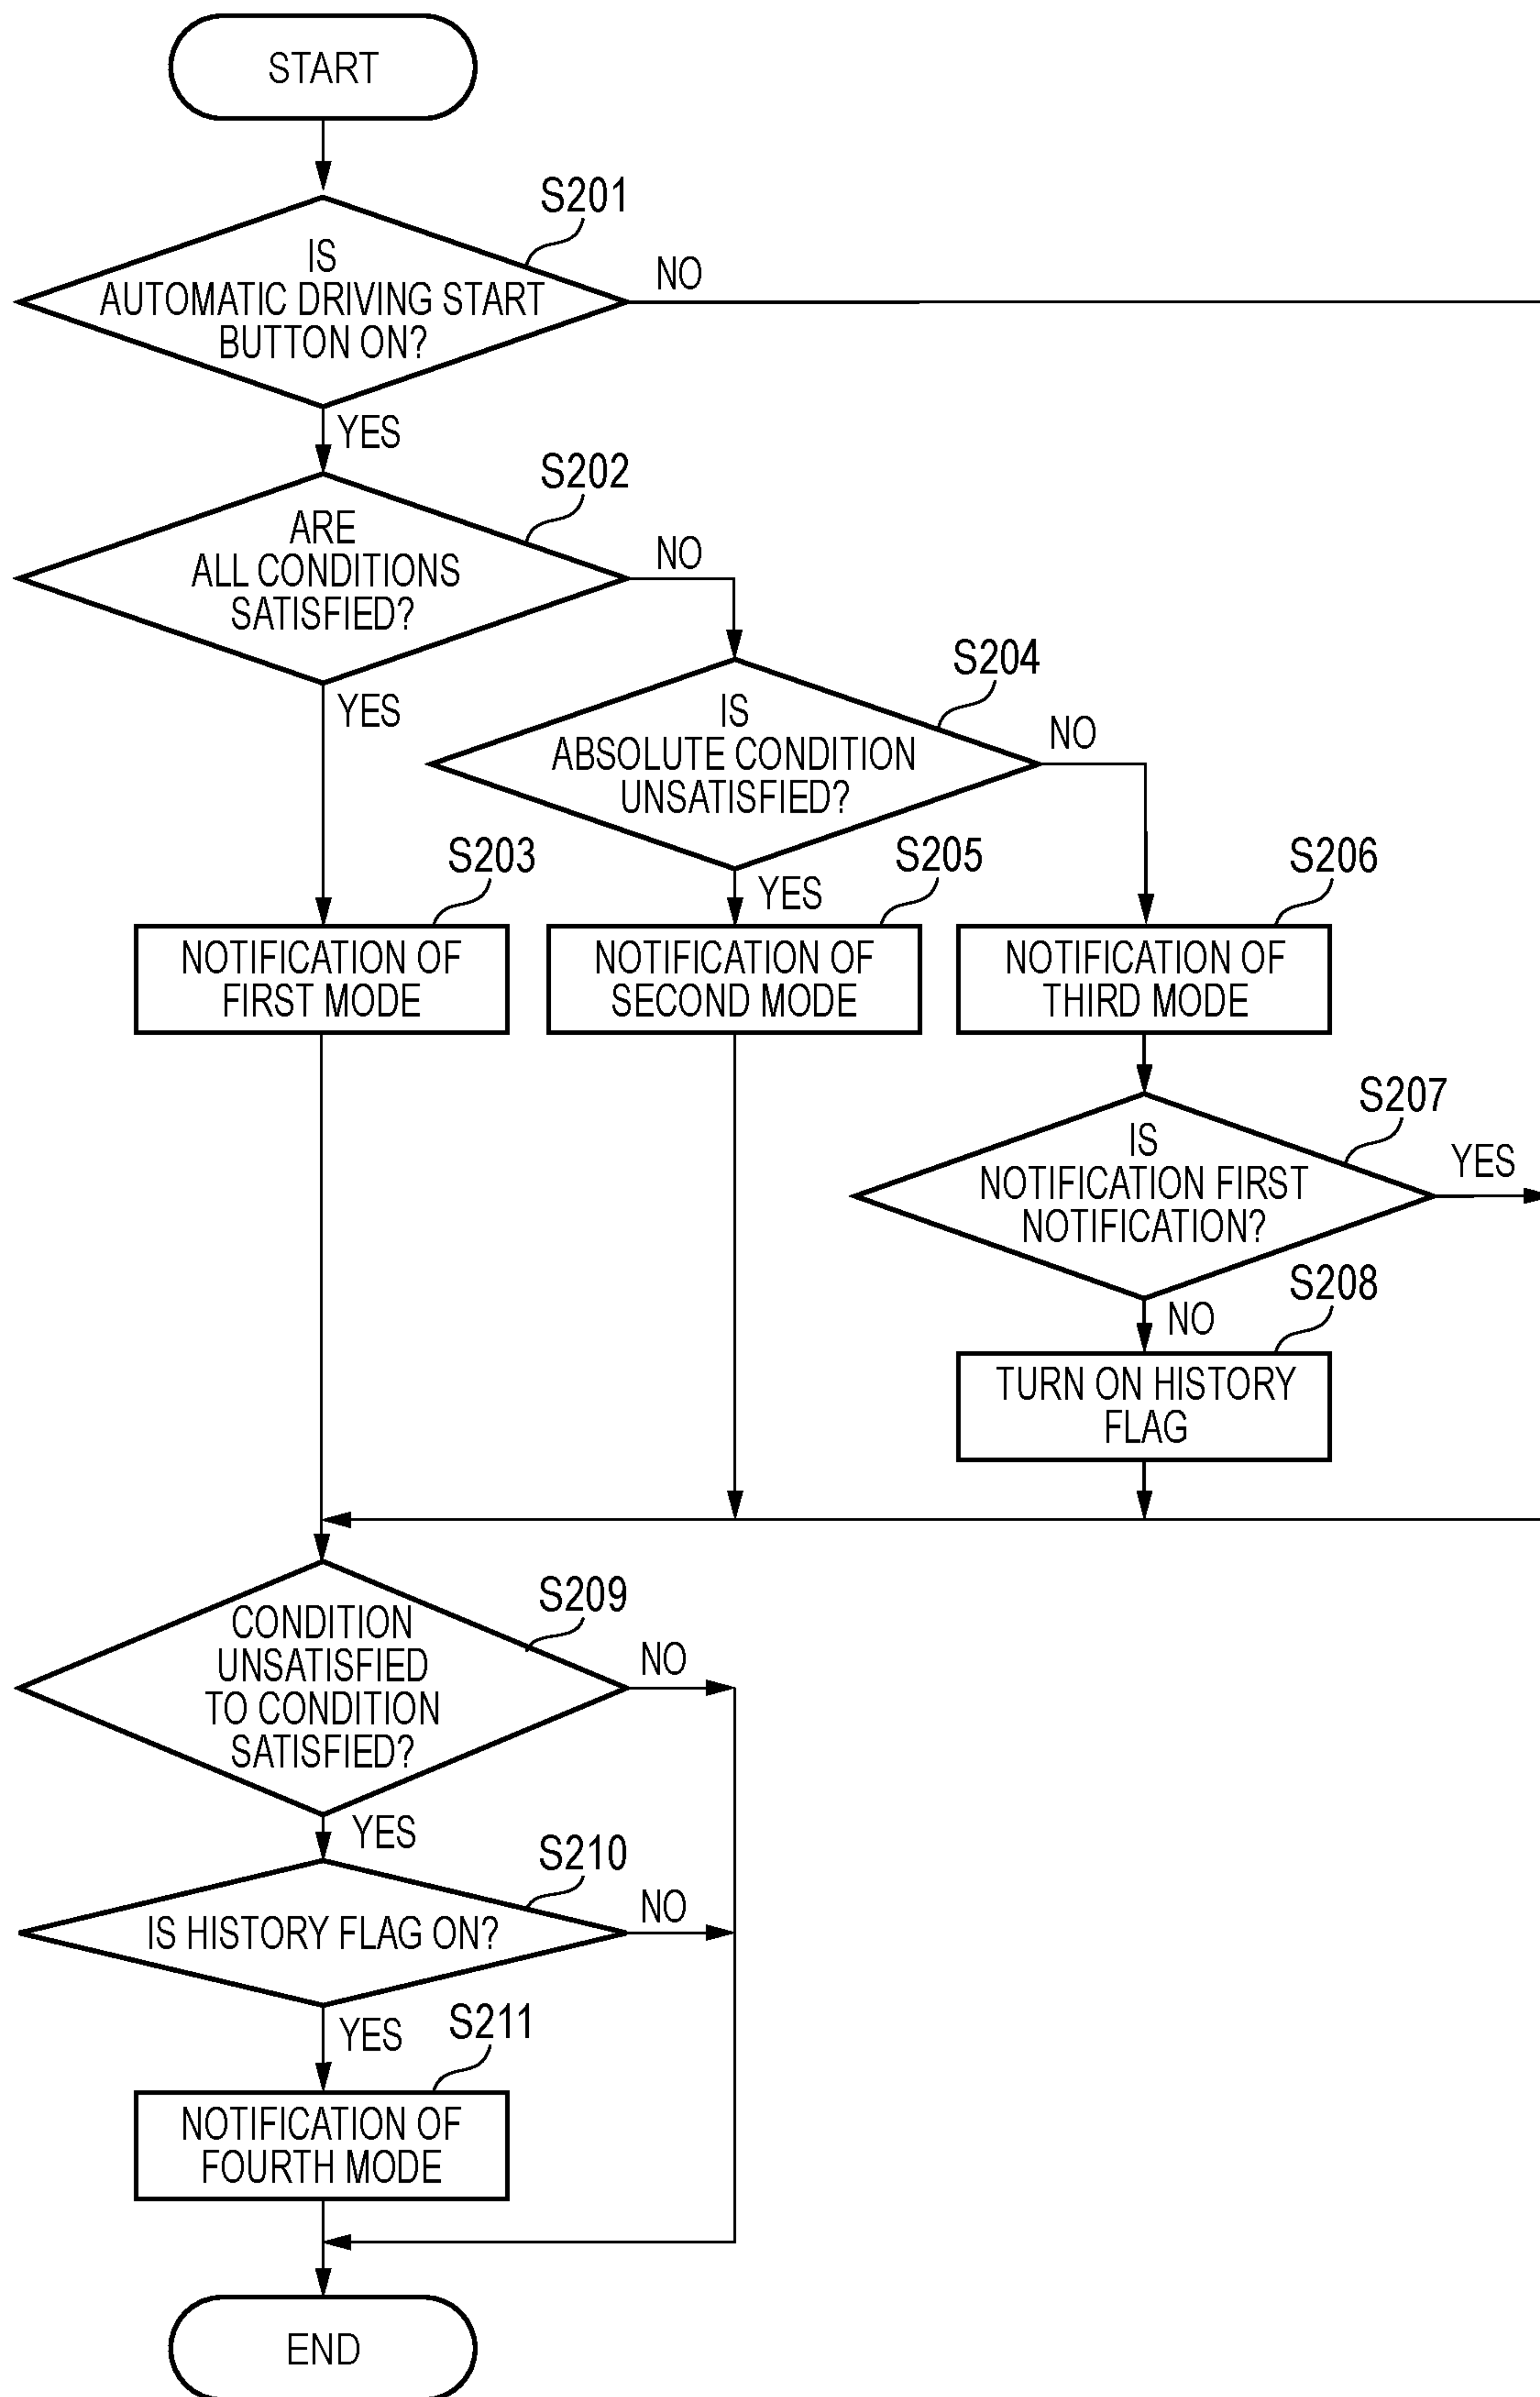 START
S201
IS
AUTOMATIC DRIVING START
BUTTON ON?
NO
YES
S202
ARE
ALL CONDITIONS
SATISFIED?
NO
YES
S204
IS
ABSOLUTE CONDITION
UNSATISFIED?
NO
YES
S203
NOTIFICATION OF
FIRST MODE
S205
NOTIFICATION OF
SECOND MODE
S206
NOTIFICATION OF
THIRD MODE
S207
IS
NOTIFICATION FIRST
NOTIFICATION?
YES
NO
S208
TURN ON HISTORY
FLAG
S209
CONDITION
UNSATISFIED
TO CONDITION
SATISFIED?
NO
YES
S210
IS HISTORY FLAG ON?
NO
YES
S211
NOTIFICATION OF
FOURTH MODE
END